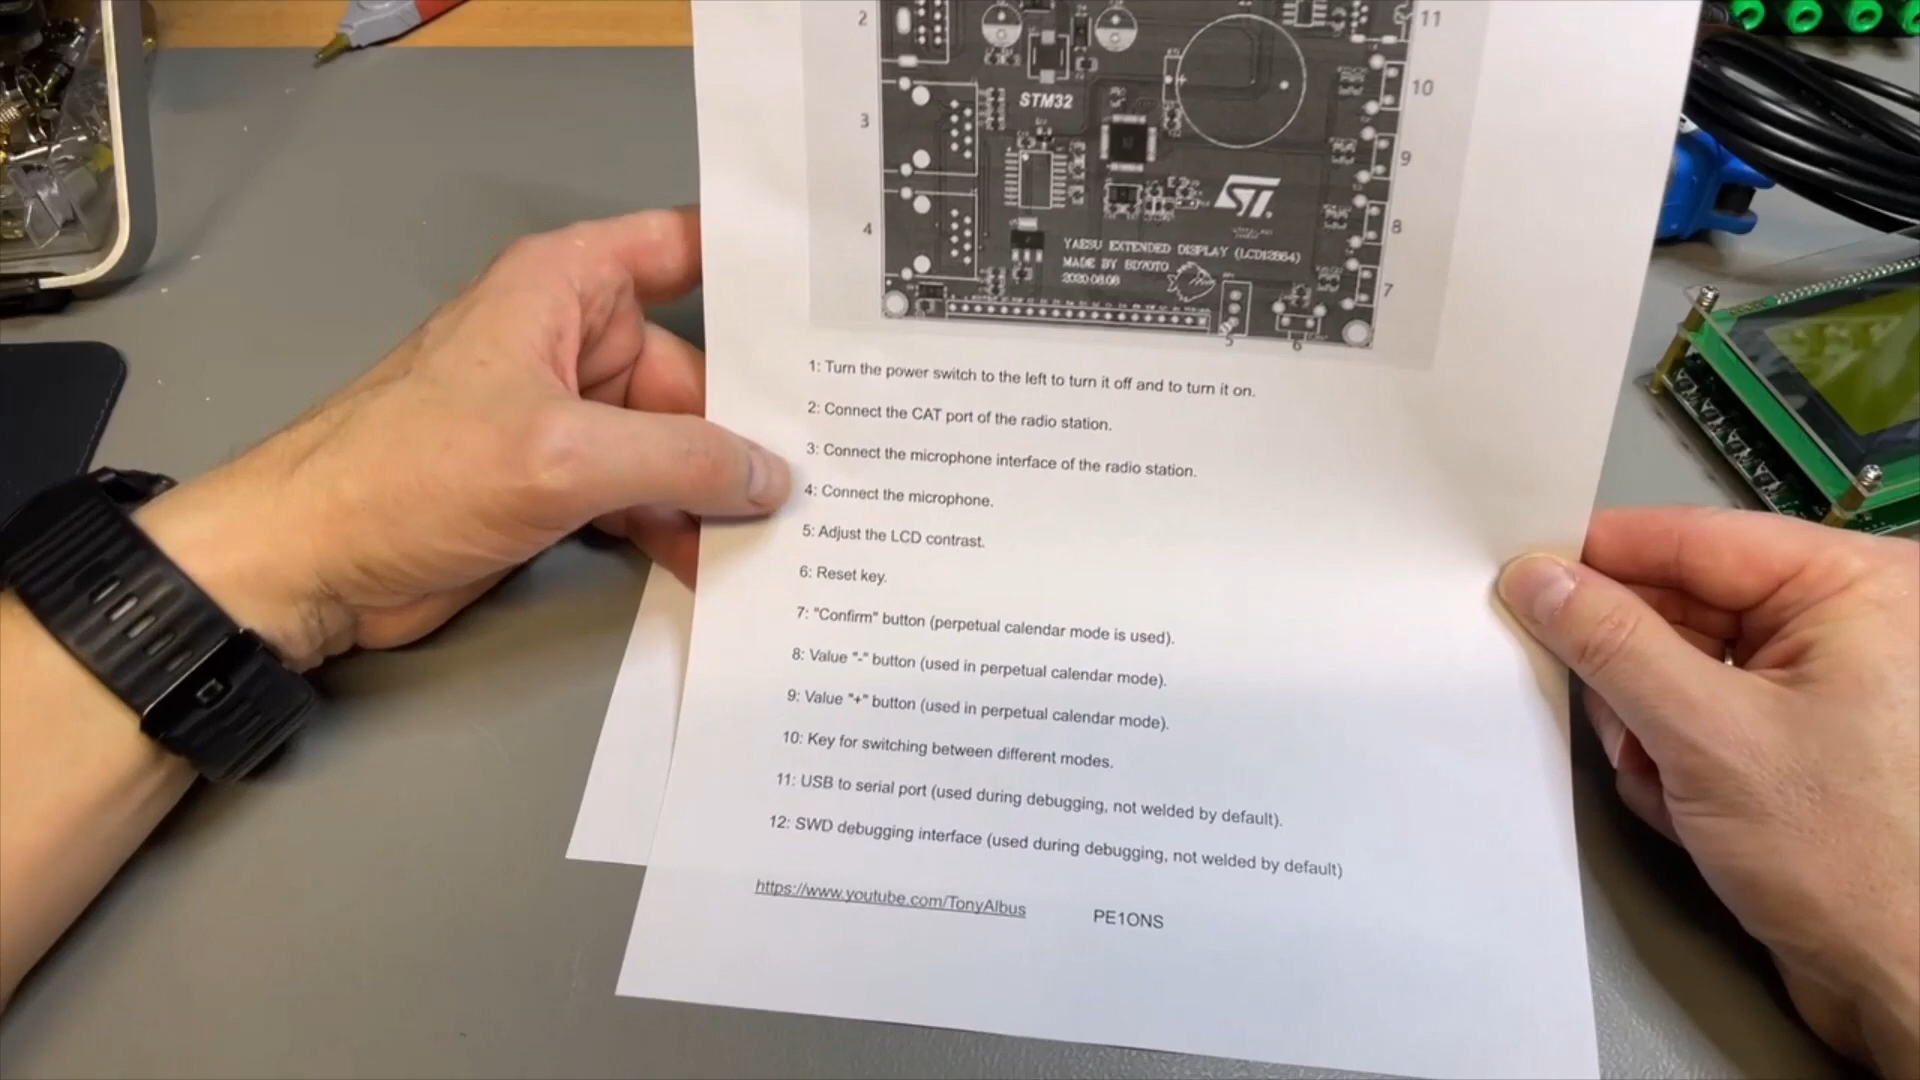 2
11
STM32
10
3
9
ST
4
8
YAESU EXTENDED DISPLAY (LCD12864)
MADE BY BD7OTO
2020.08.08
7
5
6
1: Turn the power switch to the left to turn it off and to turn it on.
2: Connect the CAT port of the radio station.
3: Connect the microphone interface of the radio station.
4: Connect the microphone.
5: Adjust the LCD contrast.
6: Reset key.
7: "Confirm" button (perpetual calendar mode is used).
8: Value "-" button (used in perpetual calendar mode).
9: Value "+" button (used in perpetual calendar mode).
10: Key for switching between different modes.
11: USB to serial port (used during debugging, not welded by default).
12: SWD debugging interface (used during debugging, not welded by default)
https://www.youtube.com/TonyAlbus PE1ONS